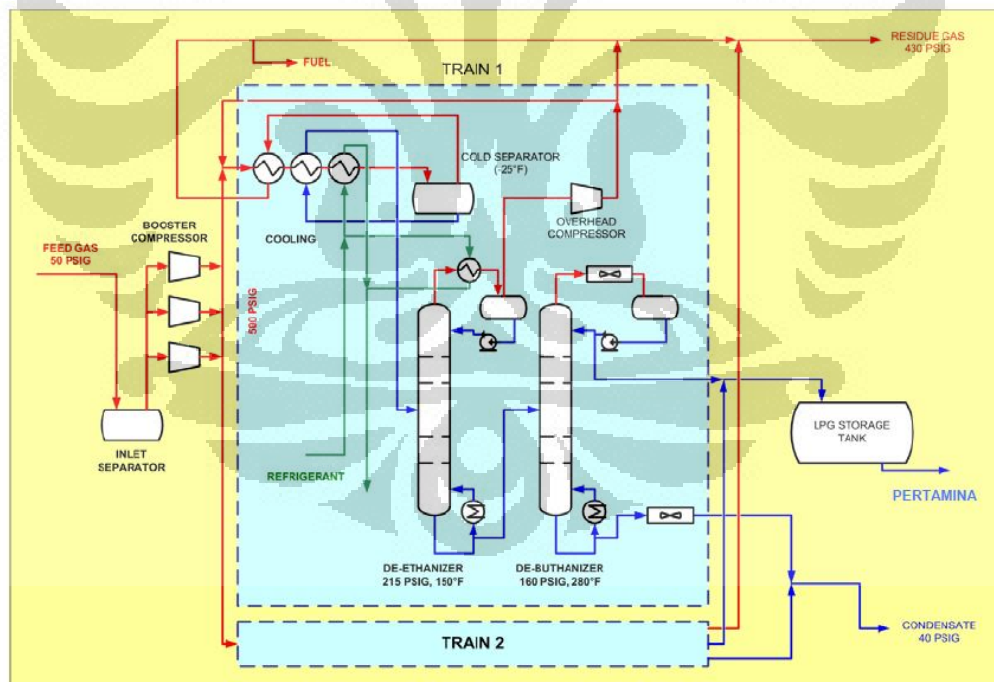 RESIDUE GAS
430 PSIG
FUEL
TRAIN 1
COLD SEPARATOR
(-25°F)
BOOSTER
COMPRESSOR
OVERHEAD
COMPRESSOR
COOLING
FEED GAS
50 PSIG
500 PSIG
INLET
SEPARATOR
REFRIGERANT
LPG STORAGE
TANK
PERTAMINA
DE-ETHANIZER
215 PSIG, 150°F
DE-BUTHANIZER
160 PSIG, 280°F
CONDENSATE
40 PSIG
TRAIN 2